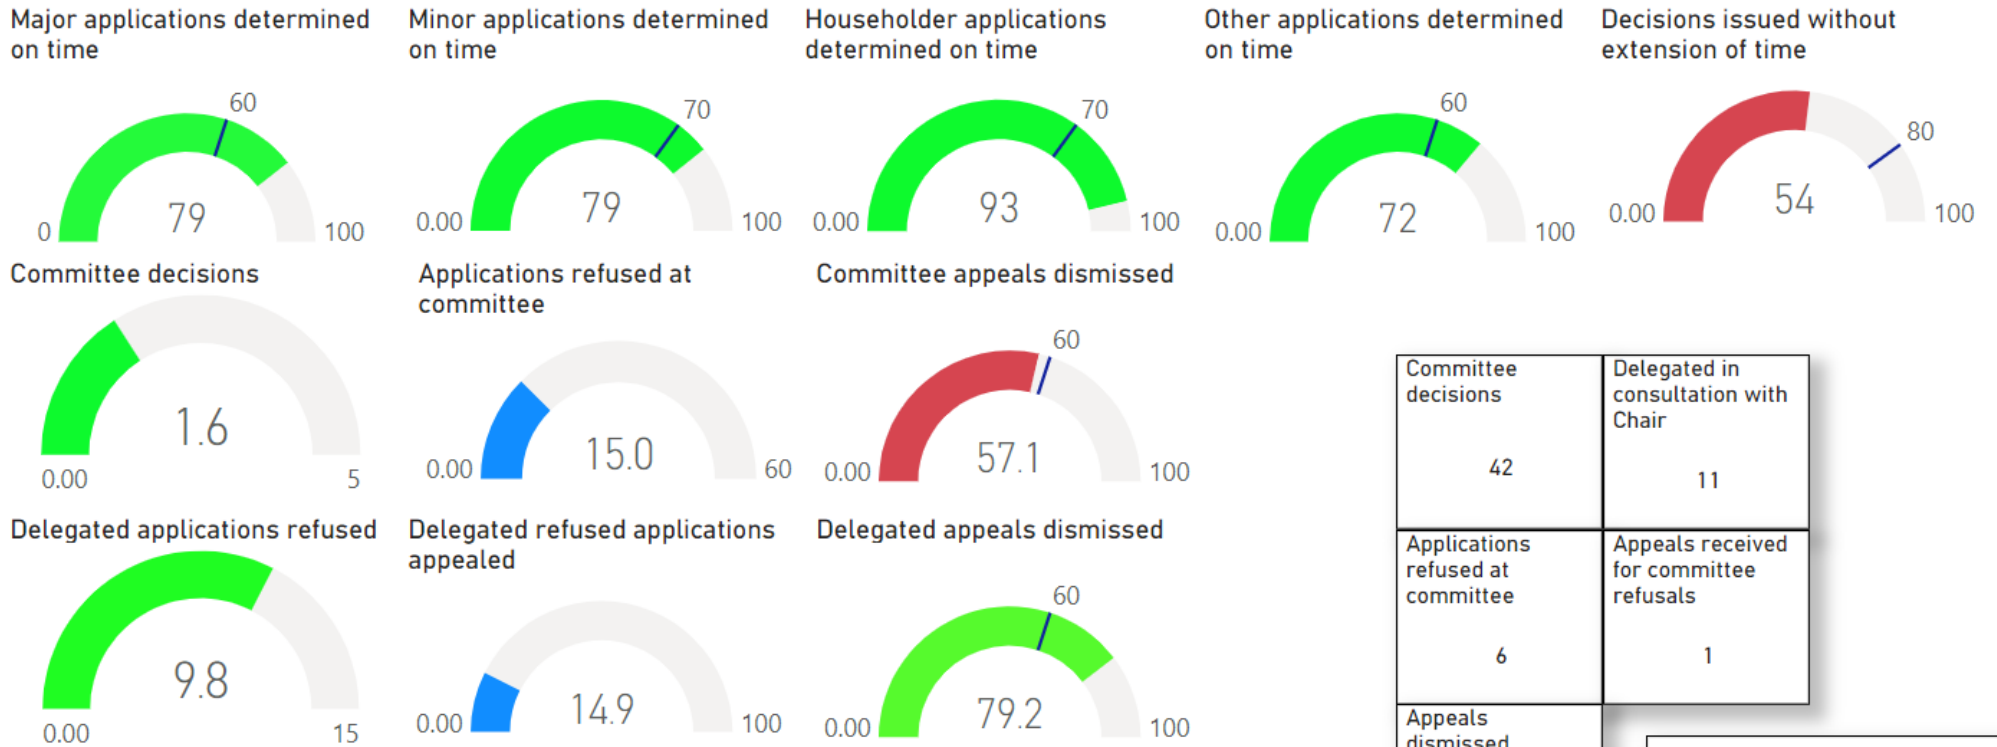 Major applications determined
on time
60
79
0
100
Minor applications determined
on time
70
79
0.00
100
Householder applications
determined on time
70
93
0.00
100
Other applications determined
on time
60
72
0.00
100
Decisions issued without
extension of time
80
54
0.00
100
Committee decisions
1.6
0.00
5
Applications refused at
committee
15.0
0.00
60
Committee appeals dismissed
60
57.1
0.00
100
Delegated applications refused
9.8
0.00
15
Delegated refused applications
appealed
14.9
0.00
100
Delegated appeals dismissed
60
79.2
0.00
100
Committee
decisions
42
Delegated in
consultation with
Chair
11
Applications
refused at
committee
6
Appeals received
for committee
refusals
1
Appeals
dismissed